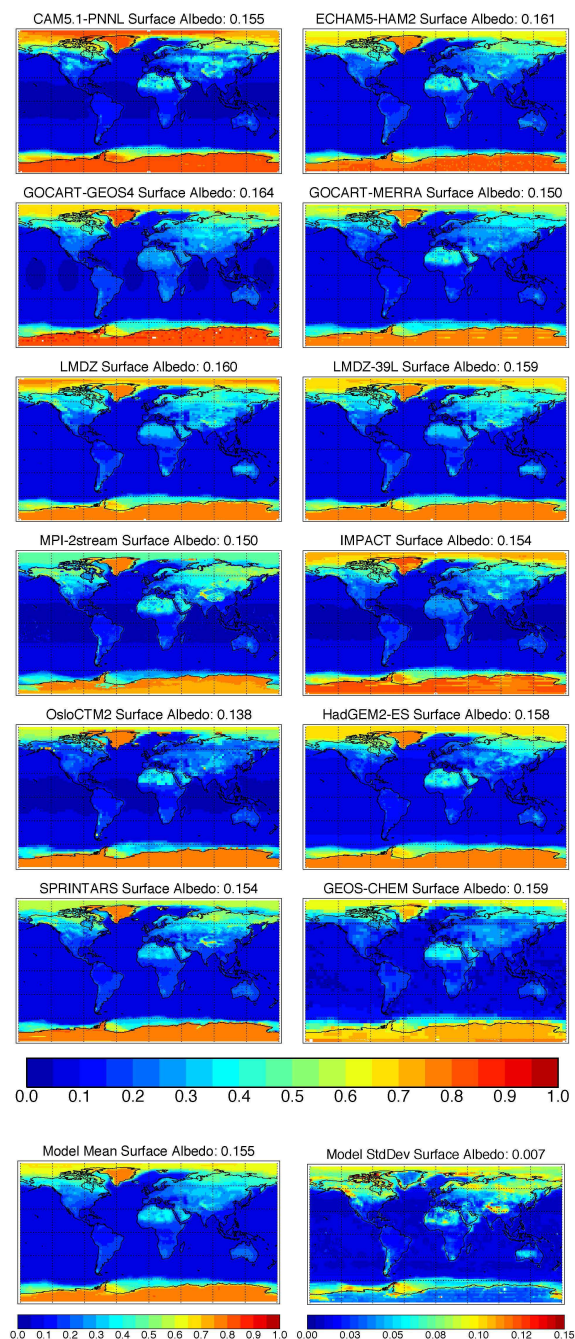 CAM5.1-PNNL Surface Albedo: 0.155
ECHAM5-HAM2 Surface Albedo: 0.161
GOCART-GEOS4 Surface Albedo: 0.164
GOCART-MERRA Surface Albedo: 0.150
LMDZ Surface Albedo: 0.160
LMDZ-39L Surface Albedo: 0.159
MPI-2stream Surface Albedo: 0.150
IMPACT Surface Albedo: 0.154
OsloCTM2 Surface Albedo: 0.138
HadGEM2-ES Surface Albedo: 0.158
SPRINTARS Surface Albedo: 0.154
GEOS-CHEM Surface Albedo: 0.159
0.0 0.1 0.2 0.3 0.4 0.5 0.6 0.7 0.8 0.9 1.0
Model Mean Surface Albedo: 0.155
Model StdDev Surface Albedo: 0.007
0.0 0.1 0.2 0.3 0.4 0.5 0.6 0.7 0.8 0.9 1.0
0.00 0.03 0.05 0.08 0.10 0.12